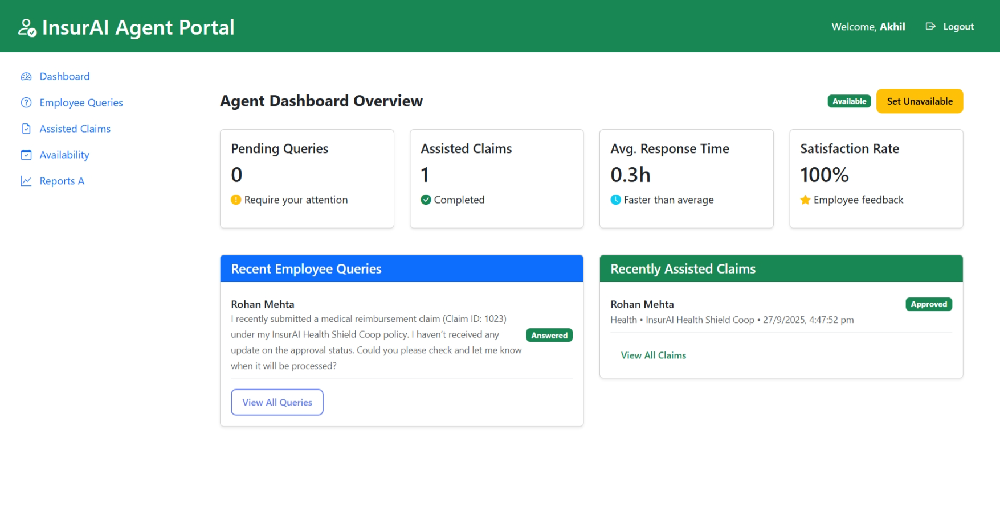 InsurAI Agent Portal
Welcome, Akhil
Logout
Dashboard
Employee Queries
Assisted Claims
Availability
Reports A
Agent Dashboard Overview
Available
Set Unavailable
Pending Queries
0
Require your attention
Assisted Claims
1
Completed
Avg. Response Time
0.3h
Faster than average
Satisfaction Rate
100%
Employee feedback
Recent Employee Queries
Rohan Mehta
I recently submitted a medical reimbursement claim (Claim ID: 1023)
under my InsurAI Health Shield Coop policy. I haven't received any
update on the approval status. Could you please check and let me know
when it will be processed?
Answered
View All Queries
Recently Assisted Claims
Rohan Mehta
Approved
Health • InsurAI Health Shield Coop • 27/9/2025, 4:47:52 pm
View All Claims